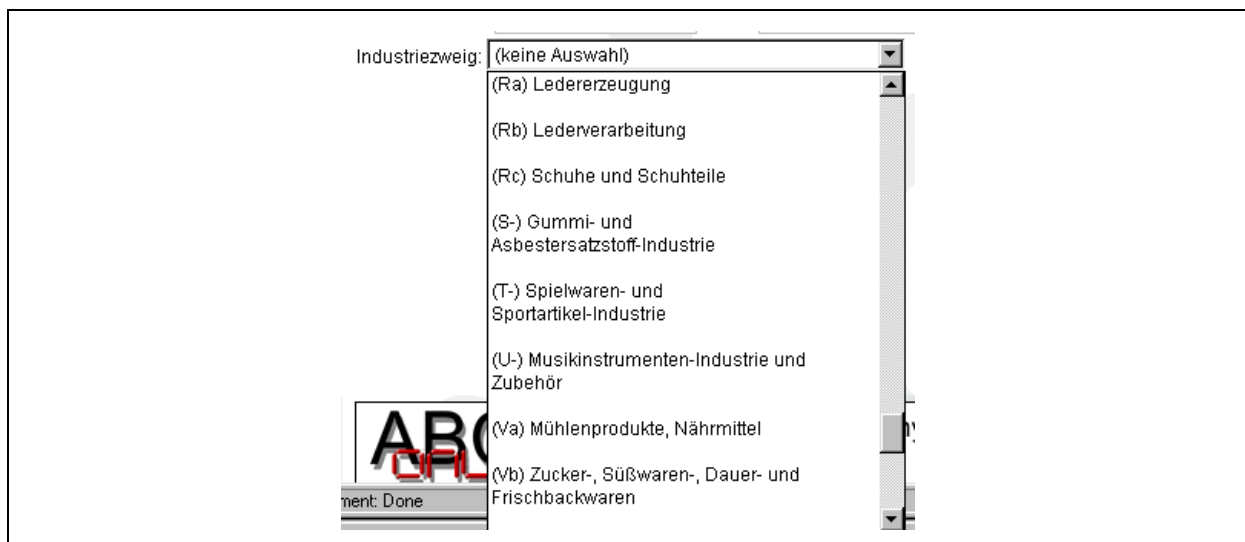 Industriezweig: (keine Auswahl)
(Ra) Ledererzeugung
(Rb) Lederverarbeitung
(Rc) Schuhe und Schuhteile
(S-) Gummi- und
Asbestersatzstoff-Industrie
(T-) Spielwaren- und
Sportartikel-Industrie
(U-) Musikinstrumenten-Industrie und
Zubehör
(Va) Mühlenprodukte, Nährmittel
(Vb) Zucker-, Süßwaren-, Dauer- und
Frischbackwaren
ABC
ment: Done